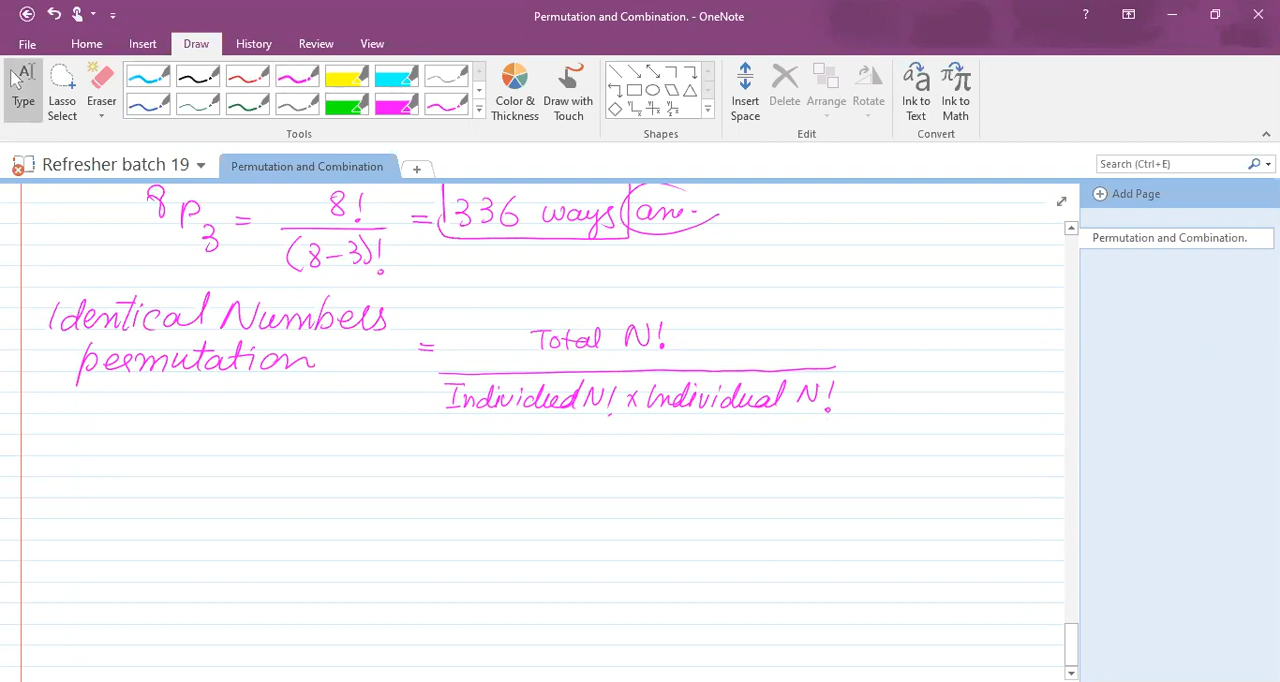 Permutation and Combination. - OneNote
?
File Home Insert Draw History Review View
Type
Lasso Select
Eraser
Color & Thickness
Draw with Touch
Insert Space
Delete
Arrange
Rotate
Ink to Text
Ink to Math
Tools
Shapes
Edit
Convert
Refresher batch 19
Permutation and Combination
Search (Ctrl+E)
Add Page
Permutation and Combination.
8P3 = 8! / (8-3)! = 336 ways ans.
Identical Numbers
permutation
= Total N!
Individual N! x Individual N!